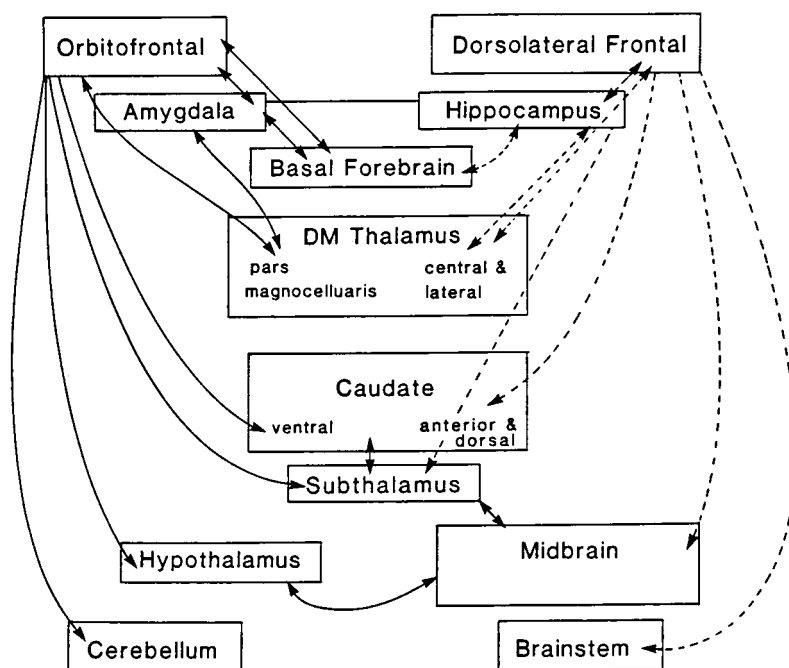 Orbitofrontal
Dorsolateral Frontal
Amygdala
Hippocampus
Basal Forebrain
DM Thalamus
pars
magnocelluaris
central &
lateral
Caudate
ventral
anterior &
dorsal
Subthalamus
Hypothalamus
Midbrain
Cerebellum
Brainstem